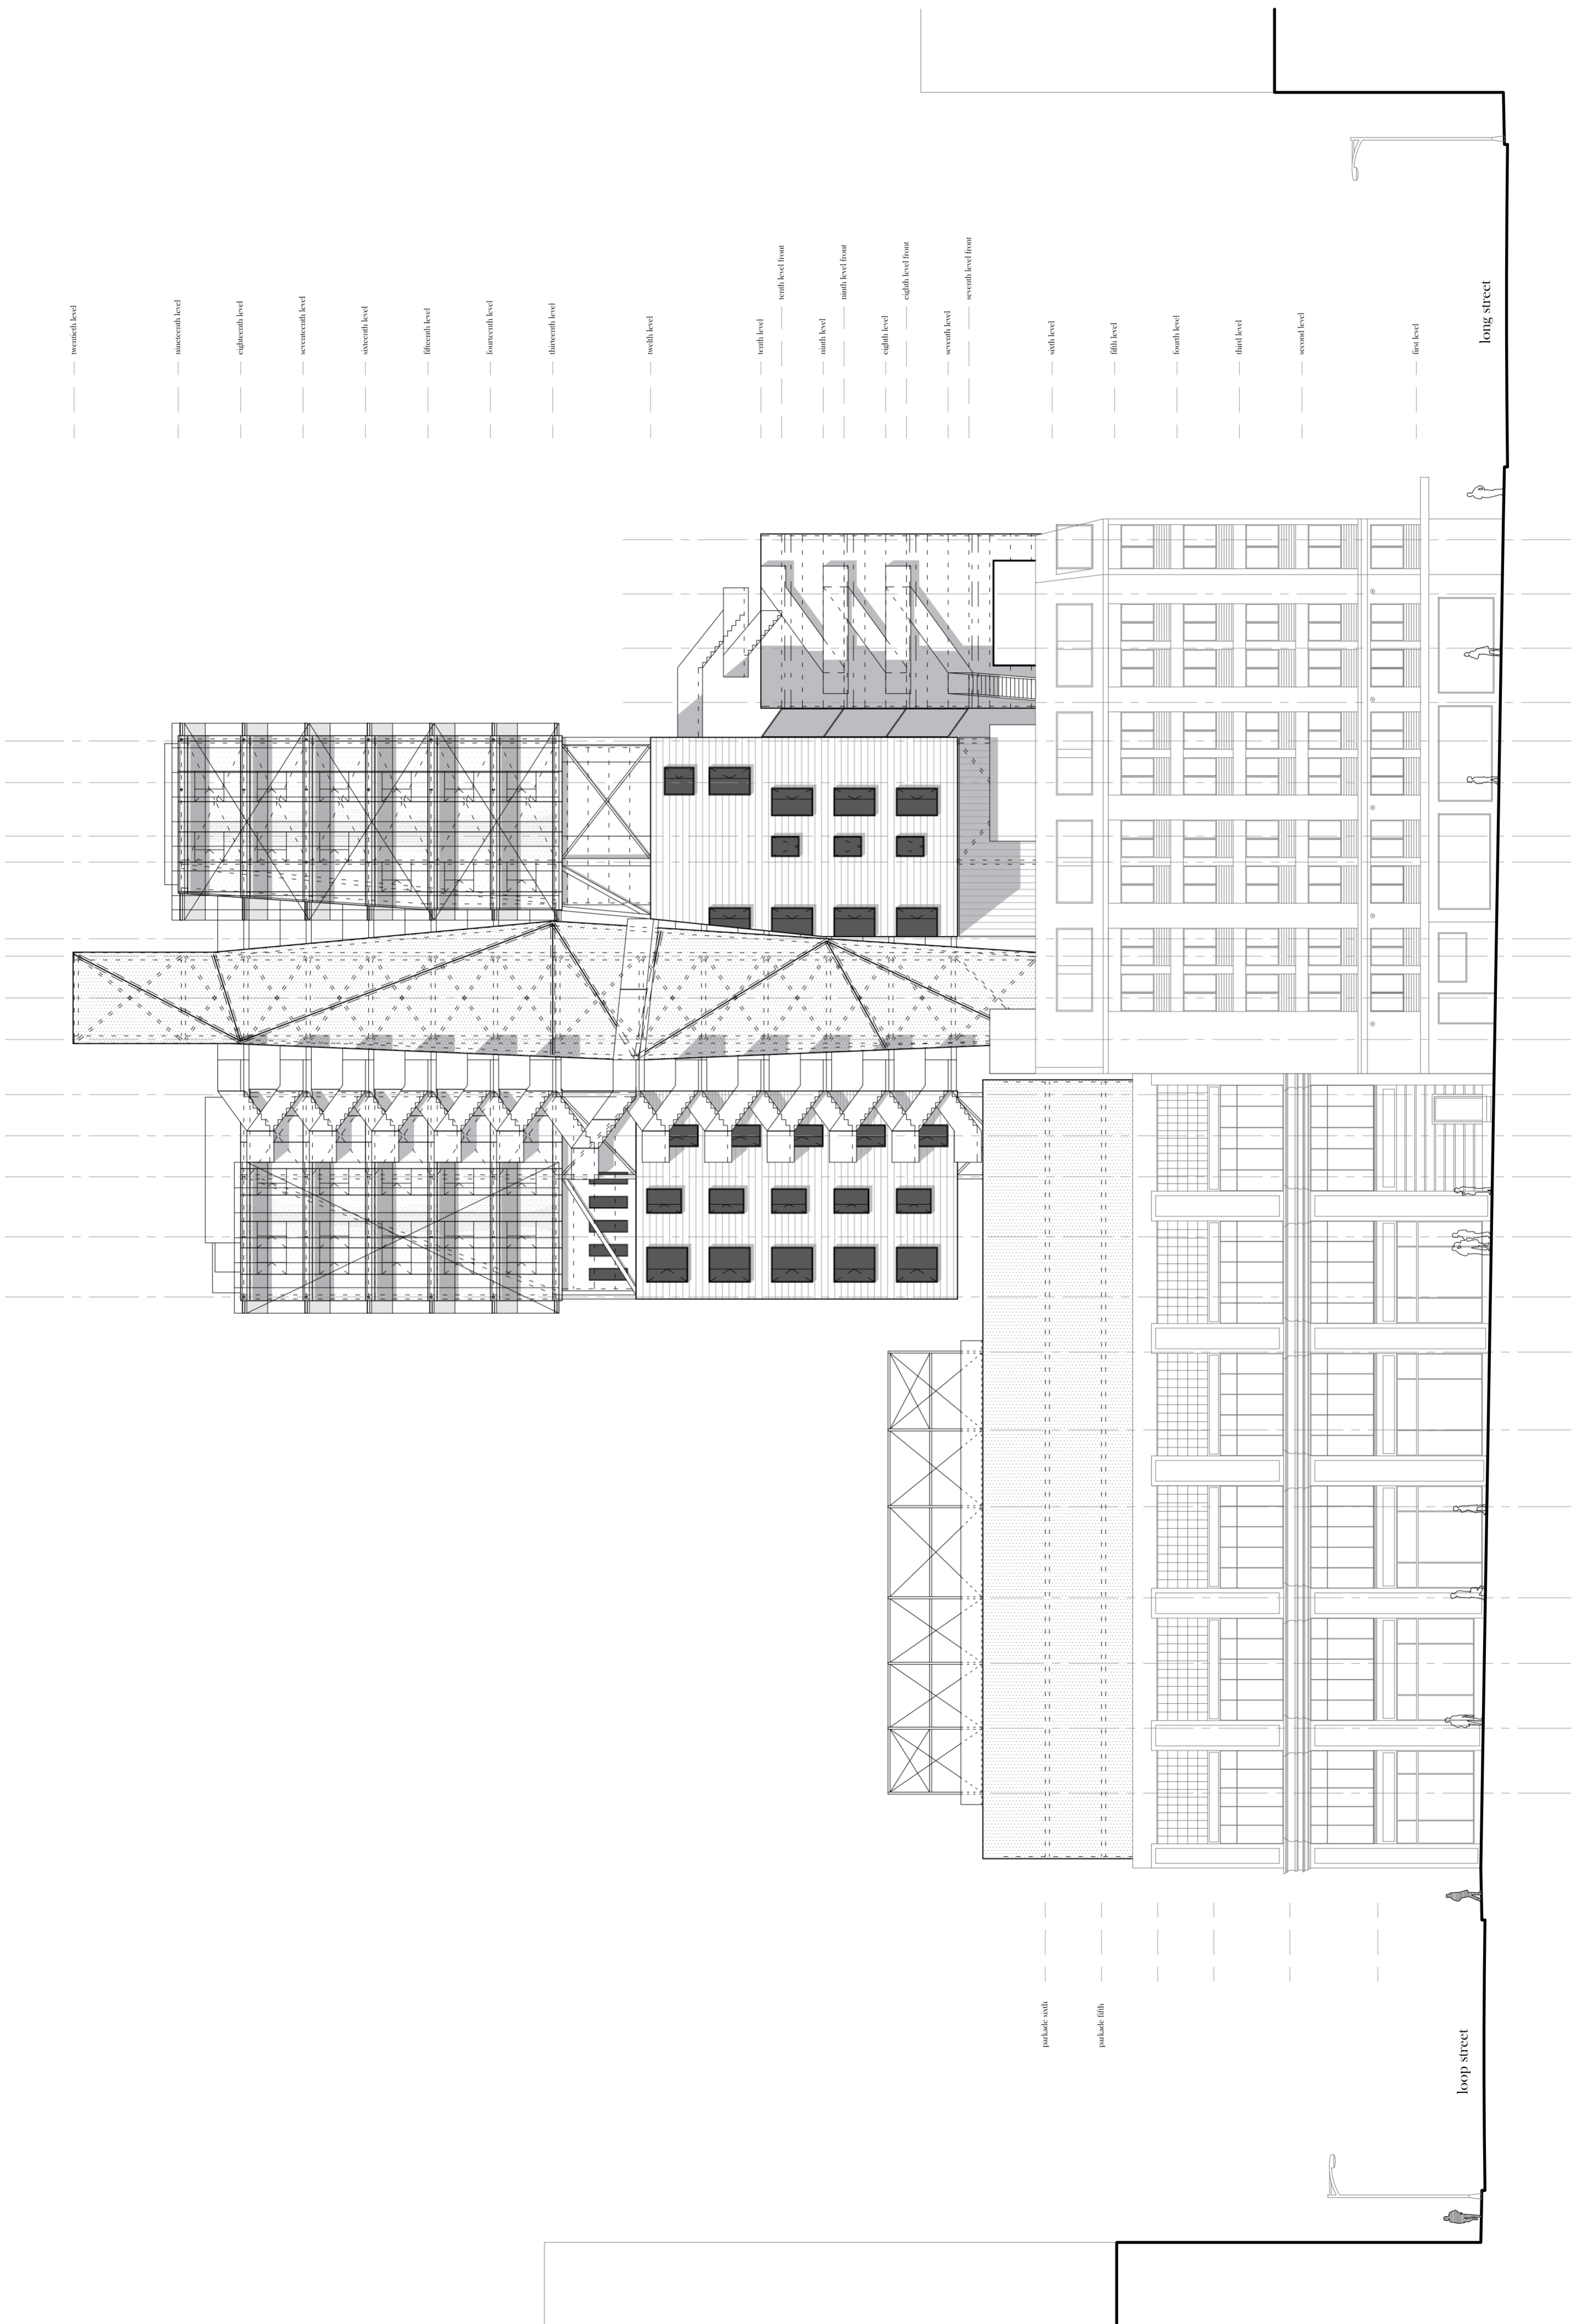 twentieth level
nineteenth level
eighteenth level
seventeenth level
sixteenth level
fifteenth level
fourteenth level
thirteenth level
twelth level
tenth level
tenth level front
ninth level
ninth level front
eighth level
eighth level front
seventh level
seventh level front
sixth level
fifth level
fourth level
third level
second level
first level
long street
parkade sixth
parkade fifth
loop street